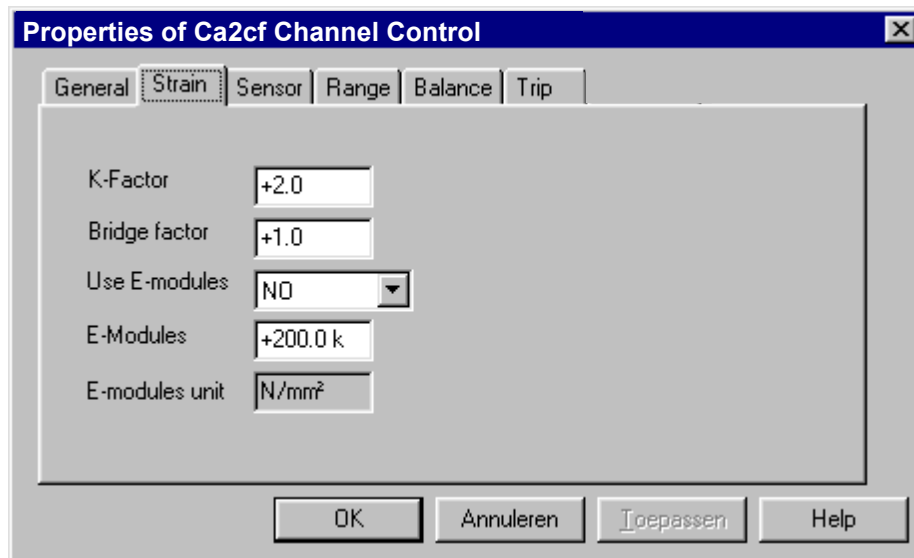 Properties of Ca2cf Channel Control
General Strain Sensor Range Balance Trip
K-Factor +2.0
Bridge factor +1.0
Use E-modules NO
E-Modules +200.0 k
E-modules unit N/mm²
OK Annuleren Toepassen Help